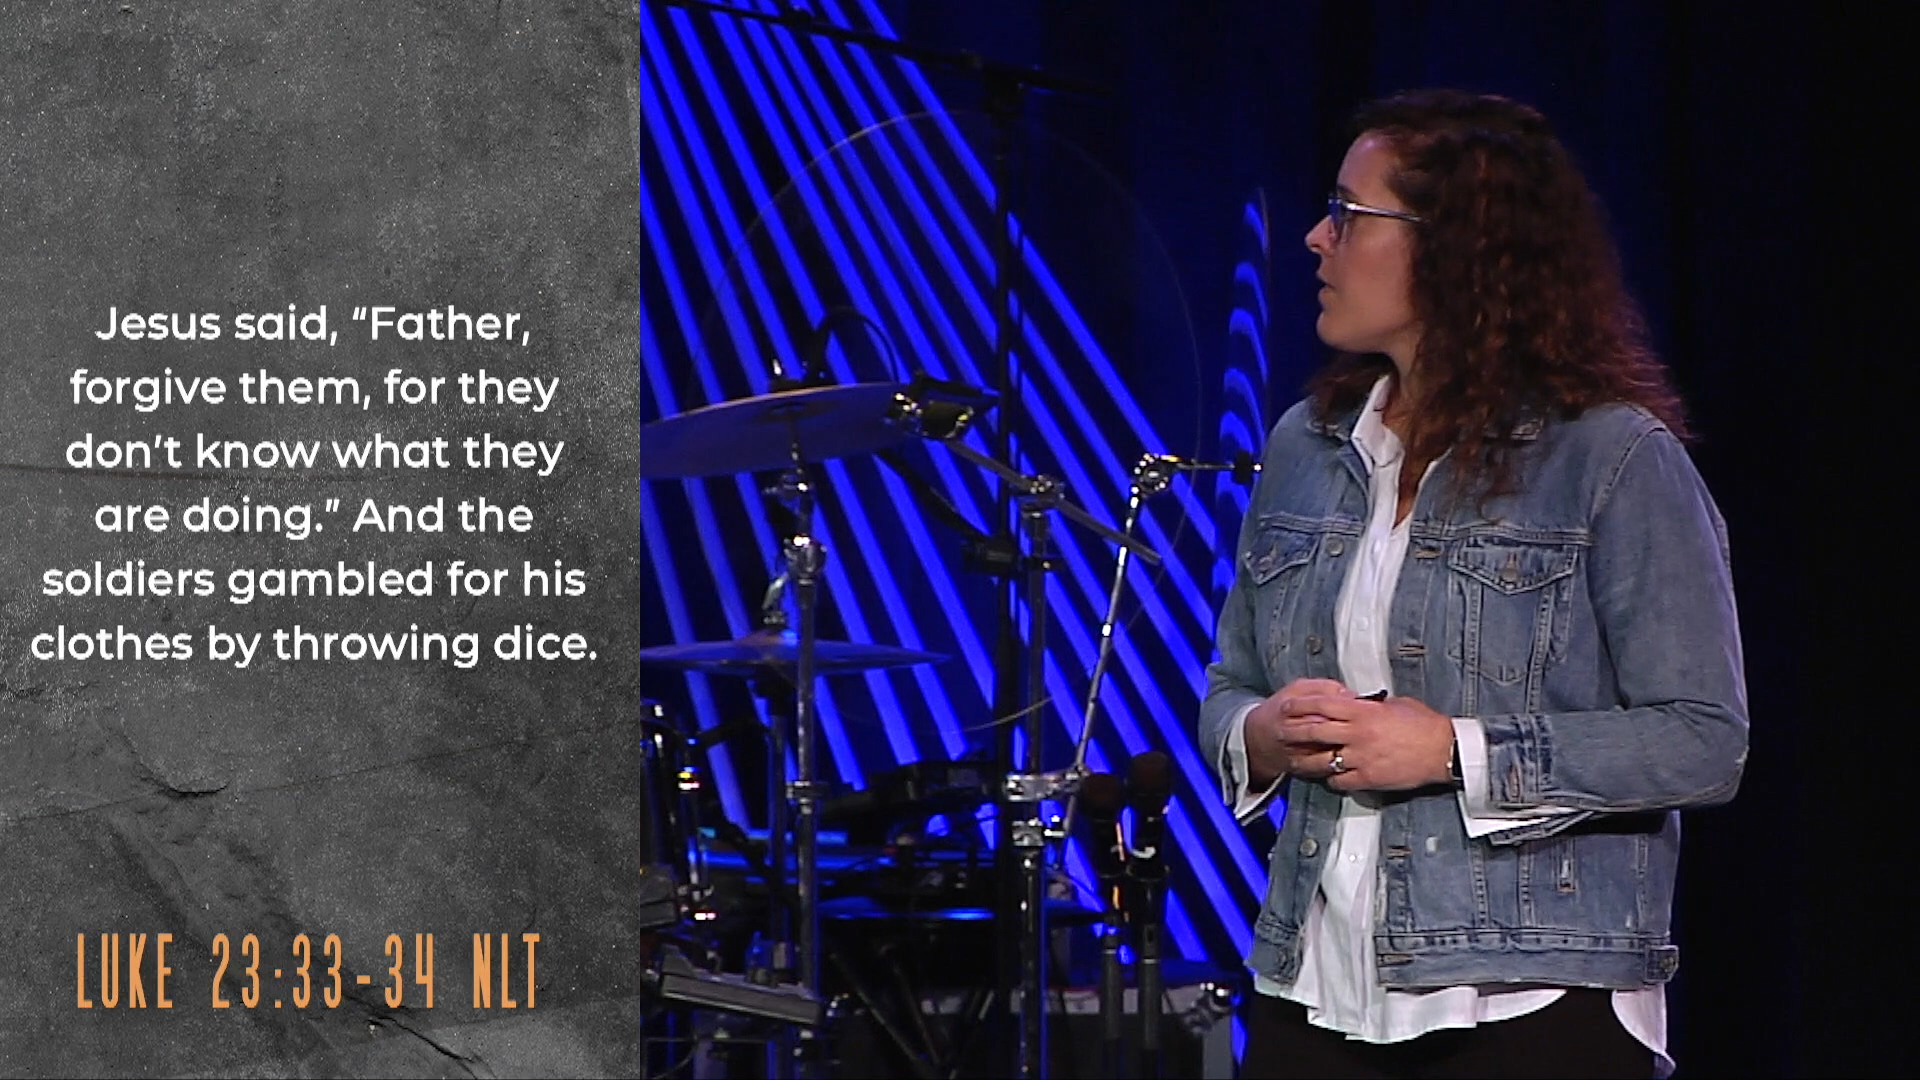 Jesus said, “Father,
forgive them, for they
don’t know what they
are doing.” And the
soldiers gambled for his
clothes by throwing dice.
LUKE 23:33-34 NLT